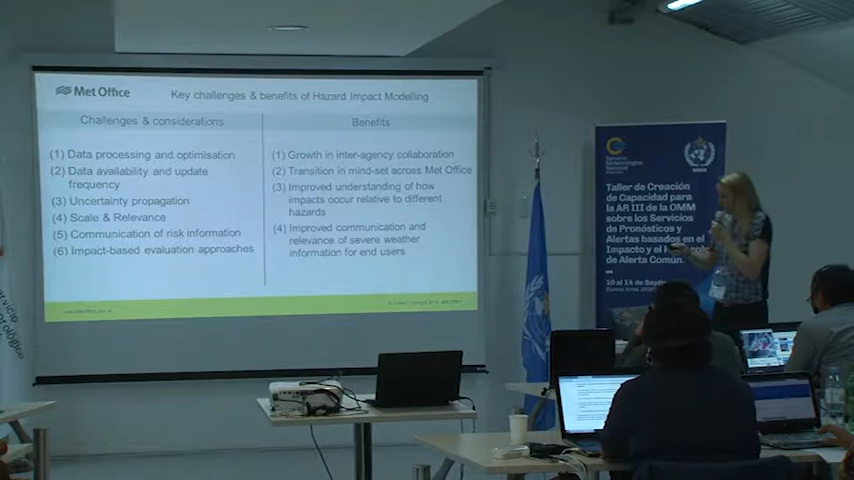 Met Office
Key challenges & benefits of Hazard Impact Modelling
Challenges & considerations
(1) Data processing and optimisation
(2) Data availability and update
frequency
(3) Uncertainty propagation
(4) Scale & Relevance
(5) Communication of risk information
(6) Impact-based evaluation approaches
Benefits
(1) Growth in inter-agency collaboration
(2) Transition in mind-set across Met Office
(3) Improved understanding of how
impacts occur relative to different
hazards
(4) Improved communication and
relevance of severe weather
information for end users
Servicio
Meteorológico
Nacional
Taller de Creación de
Capacidad para
la AR III de la OMM
sobre los Servicios
de Pronósticos y
Alertas basados en
Impacto y el
de Alerta Común
10 al 14 de
Buenos Aires,